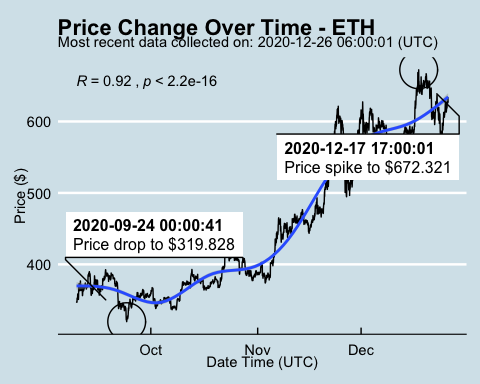 Price Change Over Time - ETH
Most recent data collected on: 2020-12-26 06:00:01 (UTC)
R = 0.92 , p < 2.2e-16
600
2020-12-17 17:00:01
Price spike to $672.321
Price ($)
500
2020-09-24 00:00:41
Price drop to $319.828
400
Oct Nov Dec
Date Time (UTC)